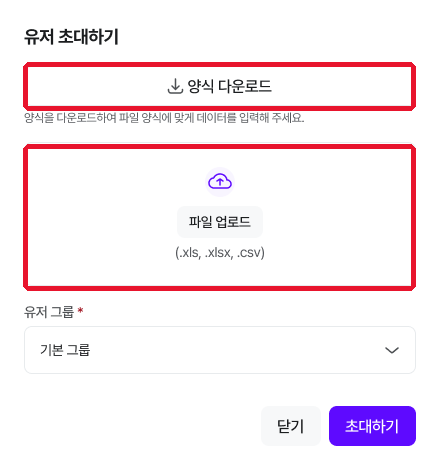 유저 초대하기
양식 다운로드
양식을 다운로드하여 파일 양식에 맞게 데이터를 입력해 주세요.
파일 업로드
(.xls, .xlsx, .csv)
유저 그룹 *
기본 그룹
닫기 초대하기